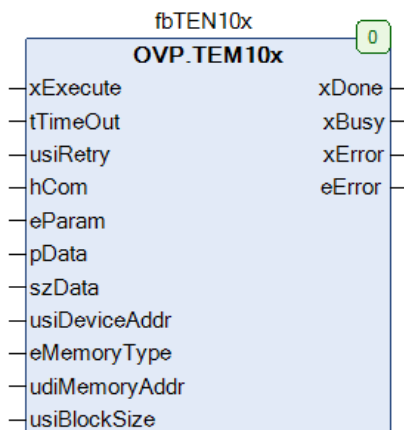 fbTEN10x
0
OVP.TEM10x
xExecute xDone
tTimeOut xBusy
usiRetry xError
hCom eError
eParam
pData
szData
usiDeviceAddr
eMemoryType
udiMemoryAddr
usiBlockSize